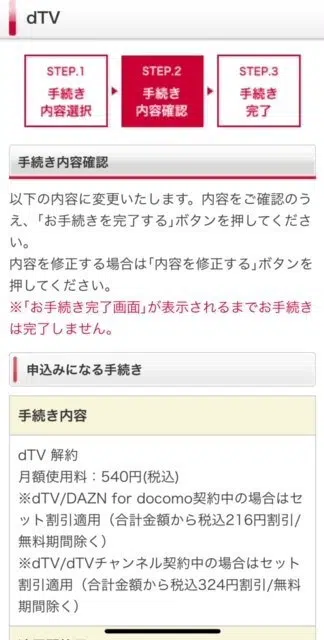 dTV
STEP.1
手続き
内容選択
STEP.2
手続き
内容確認
STEP.3
手続き
完了
手続き内容確認
以下の内容に変更いたします。内容をご確認のう
え、「お手続きを完了する」ボタンを押してくださ
い。
内容を修正する場合は「内容を修正する」ボタンを
押してください。
※「お手続き完了画面」が表示されるまでお手続き
は完了しません。
申込みになる手続き
手続き内容
dTV 解約
月額使用料：540円(税込)
※dTV/DAZN for docomo契約中の場合はセ
ット割引適用（合計金額から税込216円割引/
無料期間除く）
※dTV/dTVチャンネル契約中の場合はセット
割引適用（合計金額から税込324円割引/無料
期間除く）